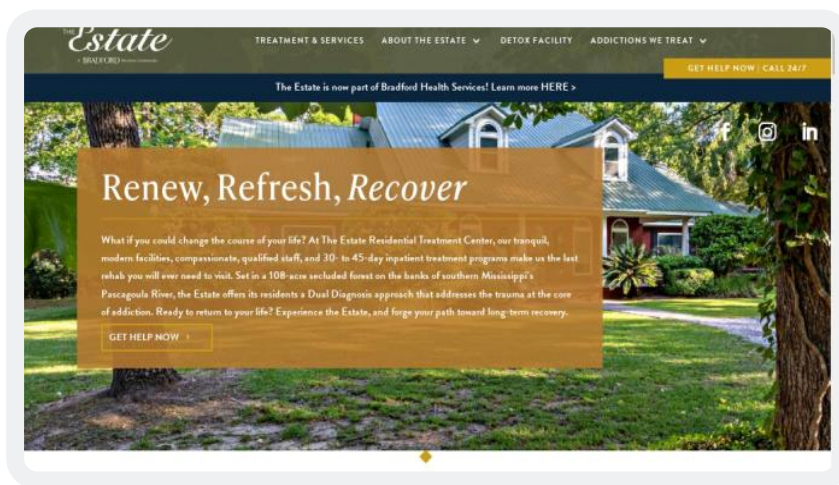 THE
Estate
A BRADFORD Recovery Community
TREATMENT & SERVICES ABOUT THE ESTATE DETOX FACILITY ADDICTIONS WE TREAT
GET HELP NOW | CALL 24/7
The Estate is now part of Bradford Health Services! Learn more HERE >
f in
Renew, Refresh, Recover
What if you could change the course of your life? At The Estate Residential Treatment Center, our tranquil,
modern facilities, compassionate, qualified staff, and 30- to 45-day inpatient treatment programs make us the last
rehab you will ever need to visit. Set in a 108-acre secluded forest on the banks of southern Mississippi's
Pascagoula River, the Estate offers its residents a Dual Diagnosis approach that addresses the trauma at the core
of addiction. Ready to return to your life? Experience the Estate, and forge your path toward long-term recovery.
GET HELP NOW >